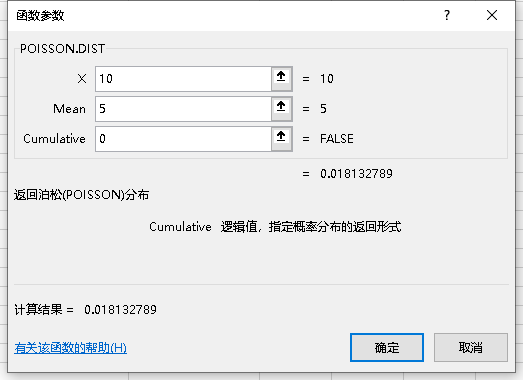 函数参数
? ×
POISSON.DIST
X 10 = 10
Mean 5 = 5
Cumulative 0 = FALSE
= 0.018132789
返回泊松(POISSON)分布
Cumulative 逻辑值，指定概率分布的返回形式
计算结果 = 0.018132789
有关该函数的帮助(H)
确定 取消